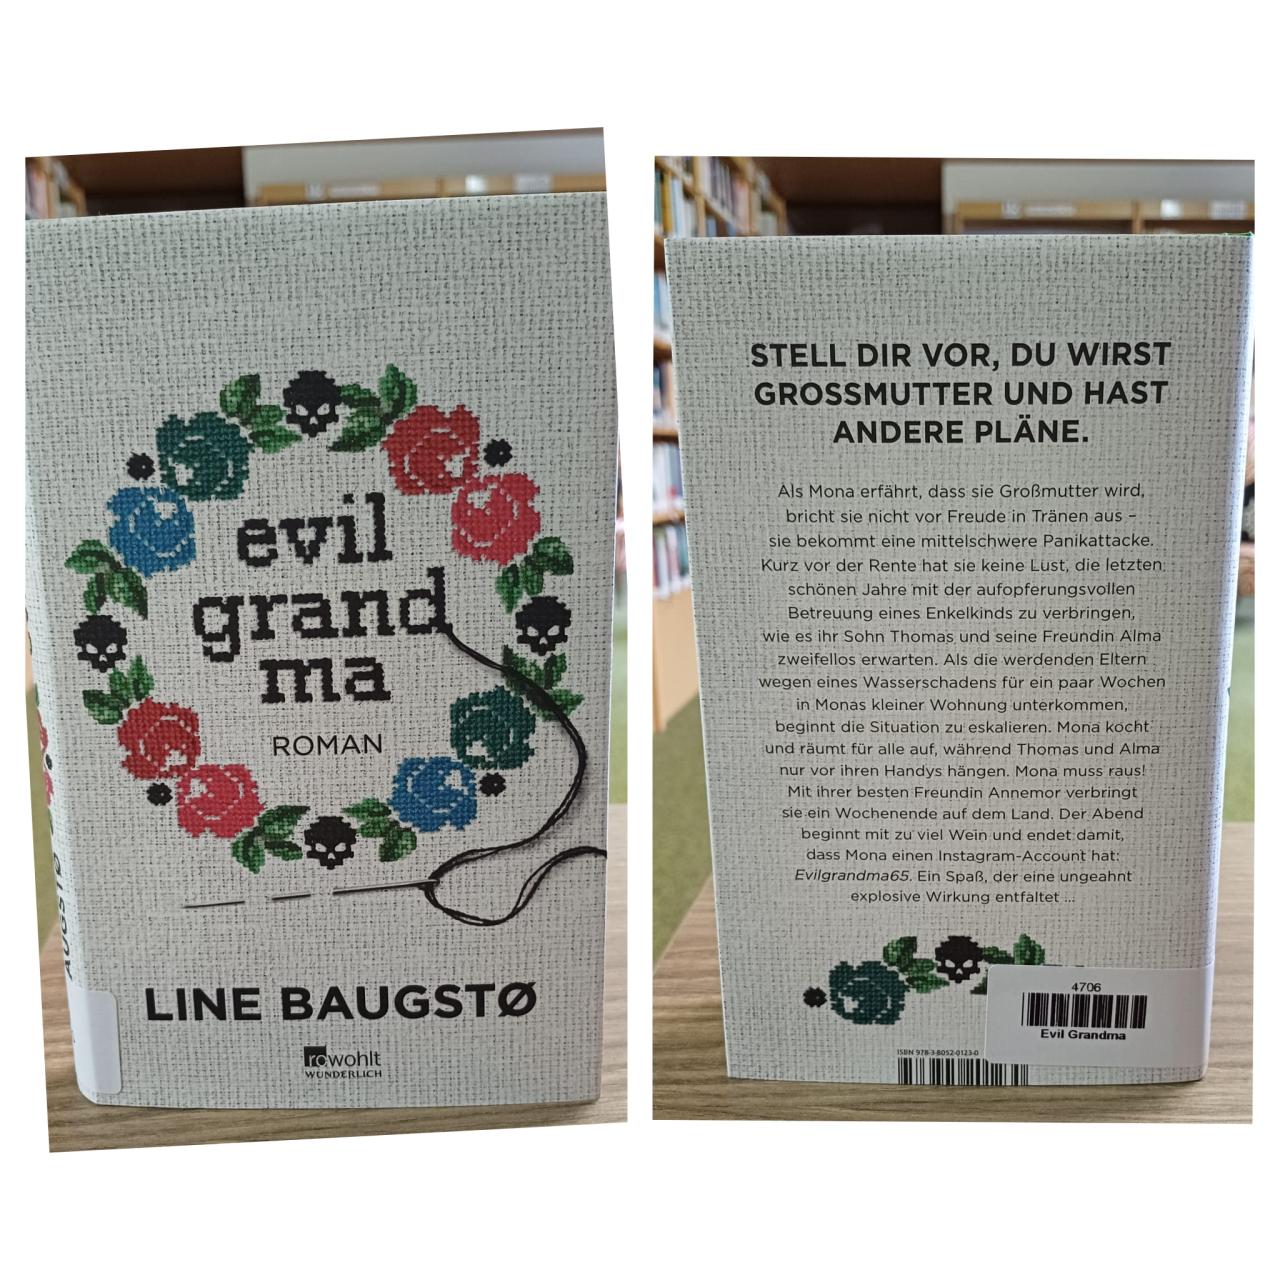 evil
grand
ma
ROMAN
LINE BAUGSTØ
rowohlt
WUNDERLICH
AUGSTØ
STELL DIR VOR, DU WIRST
GROSSMUTTER UND HAST
ANDERE PLÄNE.
Als Mona erfährt, dass sie Großmutter wird,
bricht sie nicht vor Freude in Tränen aus –
sie bekommt eine mittelschwere Panikattacke.
Kurz vor der Rente hat sie keine Lust, die letzten
schönen Jahre mit der aufopferungsvollen
Betreuung eines Enkelkinds zu verbringen,
wie es ihr Sohn Thomas und seine Freundin Alma
zweifellos erwarten. Als die werdenden Eltern
wegen eines Wasserschadens für ein paar Wochen
in Monas kleiner Wohnung unterkommen,
beginnt die Situation zu eskalieren. Mona kocht
und räumt für alle auf, während Thomas und Alma
nur vor ihren Handys hängen. Mona muss raus!
Mit ihrer besten Freundin Annemor verbringt
sie ein Wochenende auf dem Land. Der Abend
beginnt mit zu viel Wein und endet damit,
dass Mona einen Instagram-Account hat:
Evilgrandma65. Ein Spaß, der eine ungeahnt
explosive Wirkung entfaltet ...
4706
Evil Grandma
ISBN 978-3-8052-0123-0